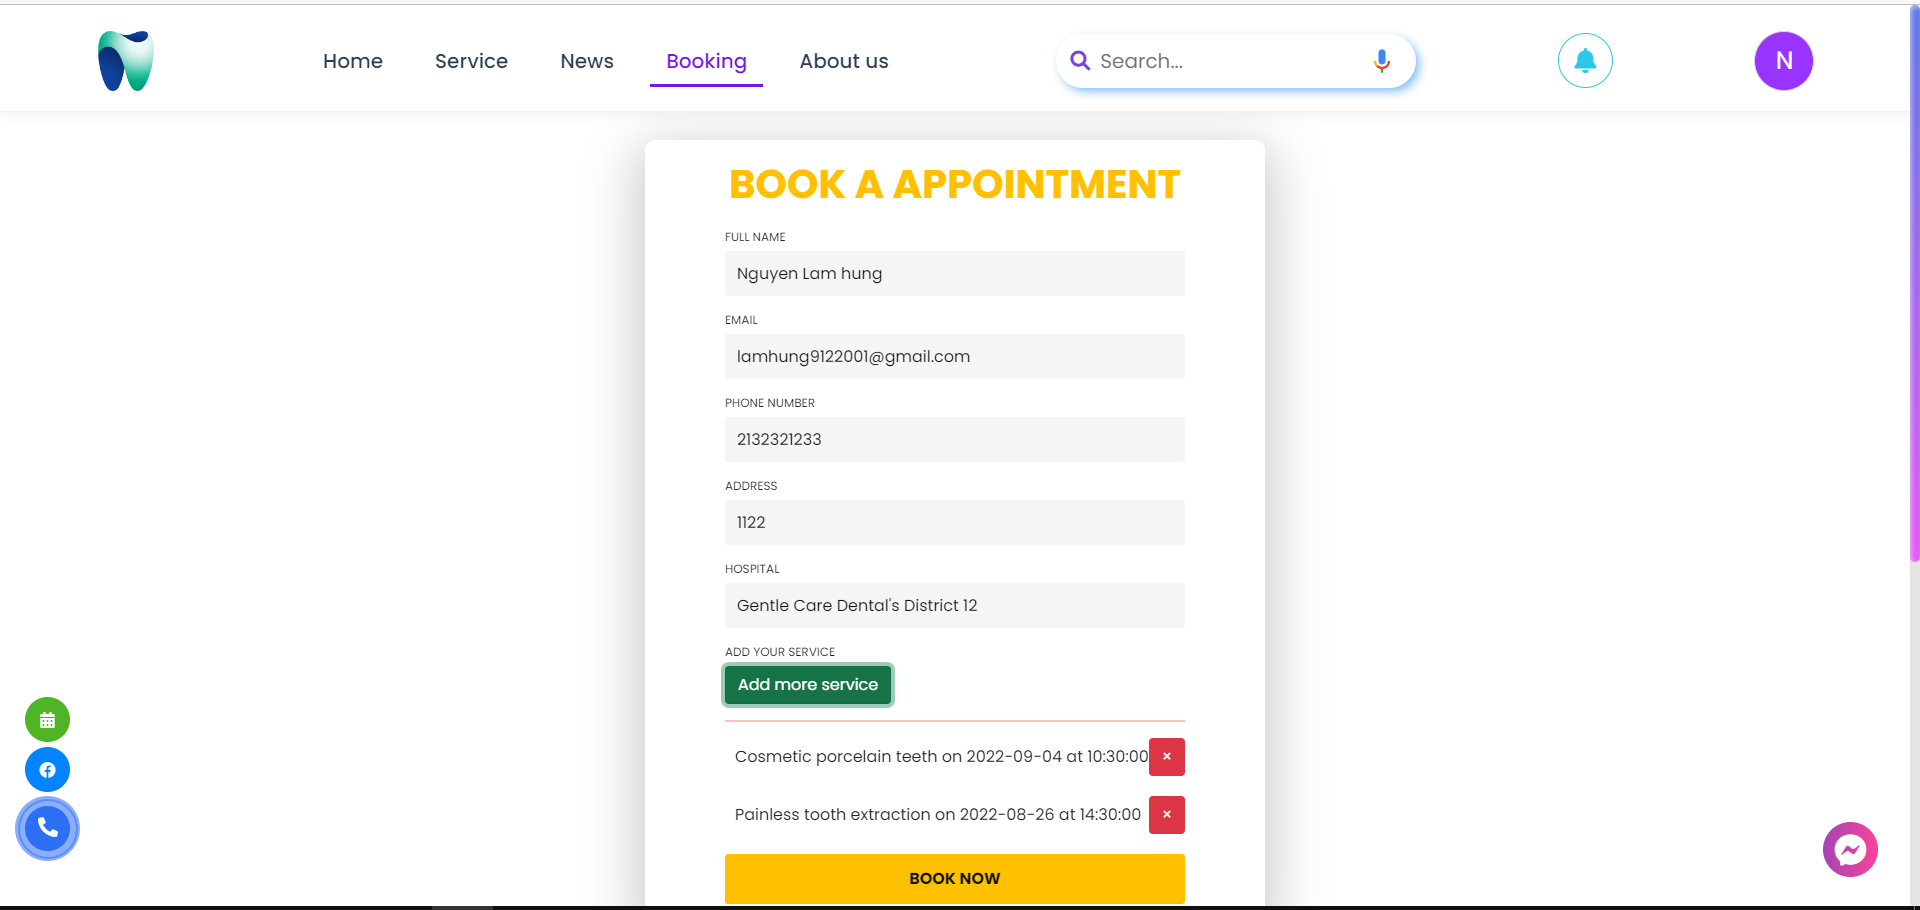 Home Service News Booking About us Search... N
BOOK A APPOINTMENT
FULL NAME
Nguyen Lam hung
EMAIL
lamhung9122001@gmail.com
PHONE NUMBER
2132321233
ADDRESS
1122
HOSPITAL
Gentle Care Dental's District 12
ADD YOUR SERVICE
Add more service
Cosmetic porcelain teeth on 2022-09-04 at 10:30:00 ×
Painless tooth extraction on 2022-08-26 at 14:30:00 ×
BOOK NOW